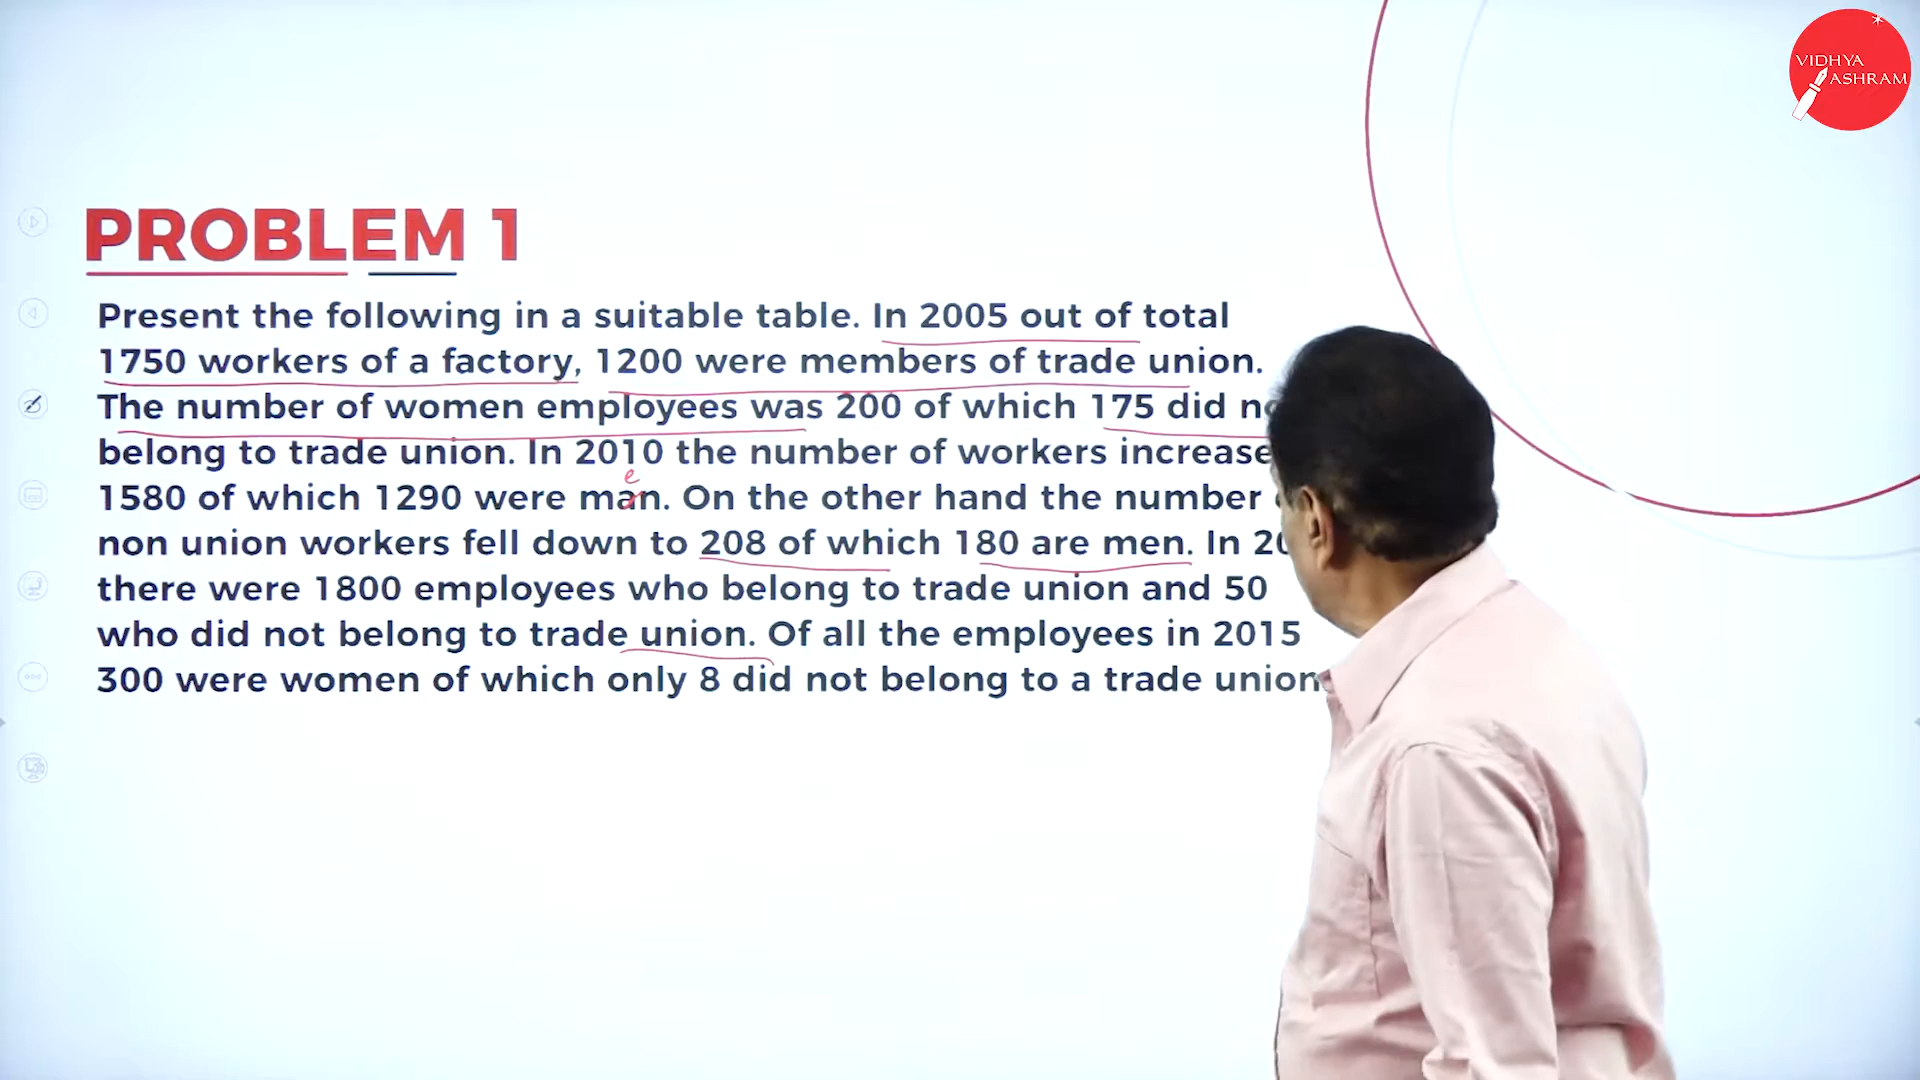 VIDHYA
ASHRAM
PROBLEM 1
Present the following in a suitable table. In 2005 out of total
1750 workers of a factory, 1200 were members of trade union.
The number of women employees was 200 of which 175 did
belong to trade union. In 2010 the number of workers increase
e
1580 of which 1290 were man. On the other hand the number
non union workers fell down to 208 of which 180 are men. In
there were 1800 employees who belong to trade union and 50
who did not belong to trade union. Of all the employees in 2015
300 were women of which only 8 did not belong to a trade union